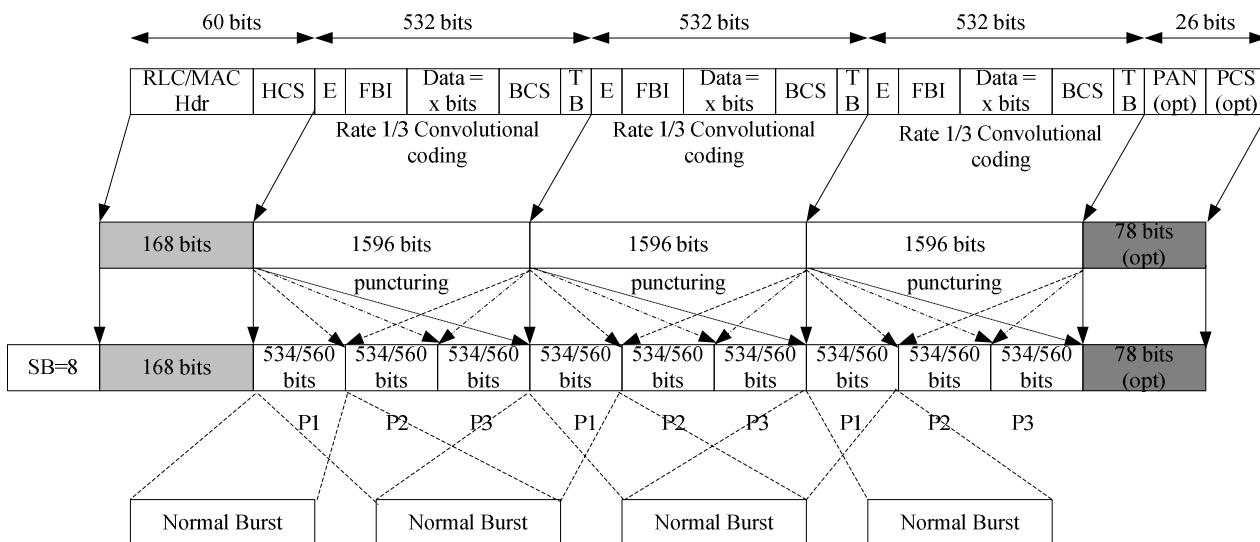 60 bits
532 bits
532 bits
532 bits
26 bits
RLC/MAC
Hdr
HCS
E
FBI
Data =
x bits
BCS
T
B
E
FBI
Data =
x bits
BCS
T
B
E
FBI
Data =
x bits
BCS
T
B
PAN
(opt)
PCS
(opt)
Rate 1/3 Convolutional
coding
Rate 1/3 Convolutional
coding
Rate 1/3 Convolutional
coding
168 bits
1596 bits
1596 bits
1596 bits
78 bits
(opt)
puncturing
puncturing
puncturing
SB=8
168 bits
534/560
bits
534/560
bits
534/560
bits
534/560
bits
534/560
bits
534/560
bits
534/560
bits
534/560
bits
534/560
bits
78 bits
(opt)
P1
P2
P3
P1
P2
P3
P1
P2
P3
Normal Burst
Normal Burst
Normal Burst
Normal Burst